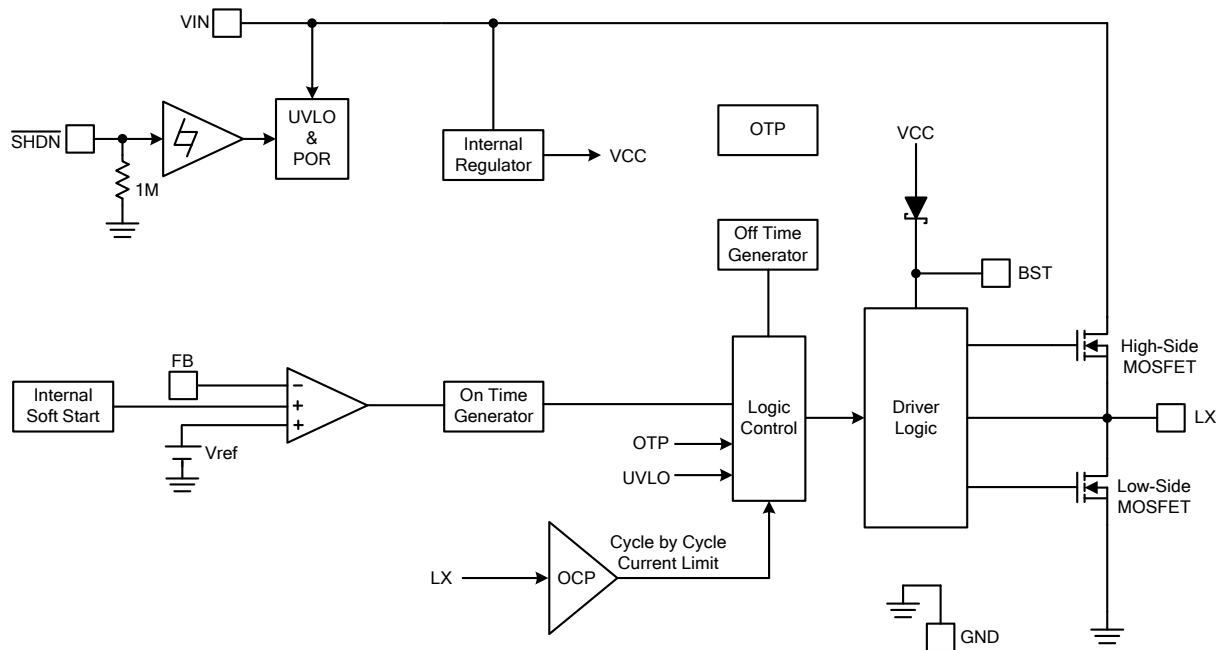 VIN
SHDN
1M
UVLO
&
POR
Internal
Regulator
VCC
OTP
VCC
BST
Off Time
Generator
High-Side
MOSFET
FB
Internal
Soft Start
−
+
+
Vref
On Time
Generator
Logic
Control
Driver
Logic
LX
OTP
UVLO
Low-Side
MOSFET
LX
OCP
Cycle by Cycle
Current Limit
GND